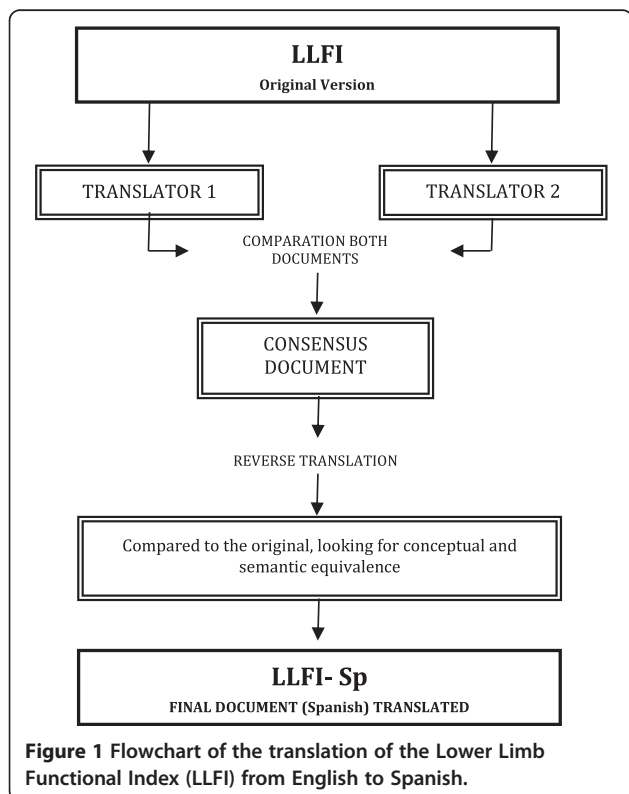 LLFI
Original Version
TRANSLATOR 1
TRANSLATOR 2
COMPARATION BOTH
DOCUMENTS
CONSENSUS
DOCUMENT
REVERSE TRANSLATION
Compared to the original, looking for conceptual and
semantic equivalence
LLFI- Sp
FINAL DOCUMENT (Spanish) TRANSLATED
Figure 1 Flowchart of the translation of the Lower Limb
Functional Index (LLFI) from English to Spanish.